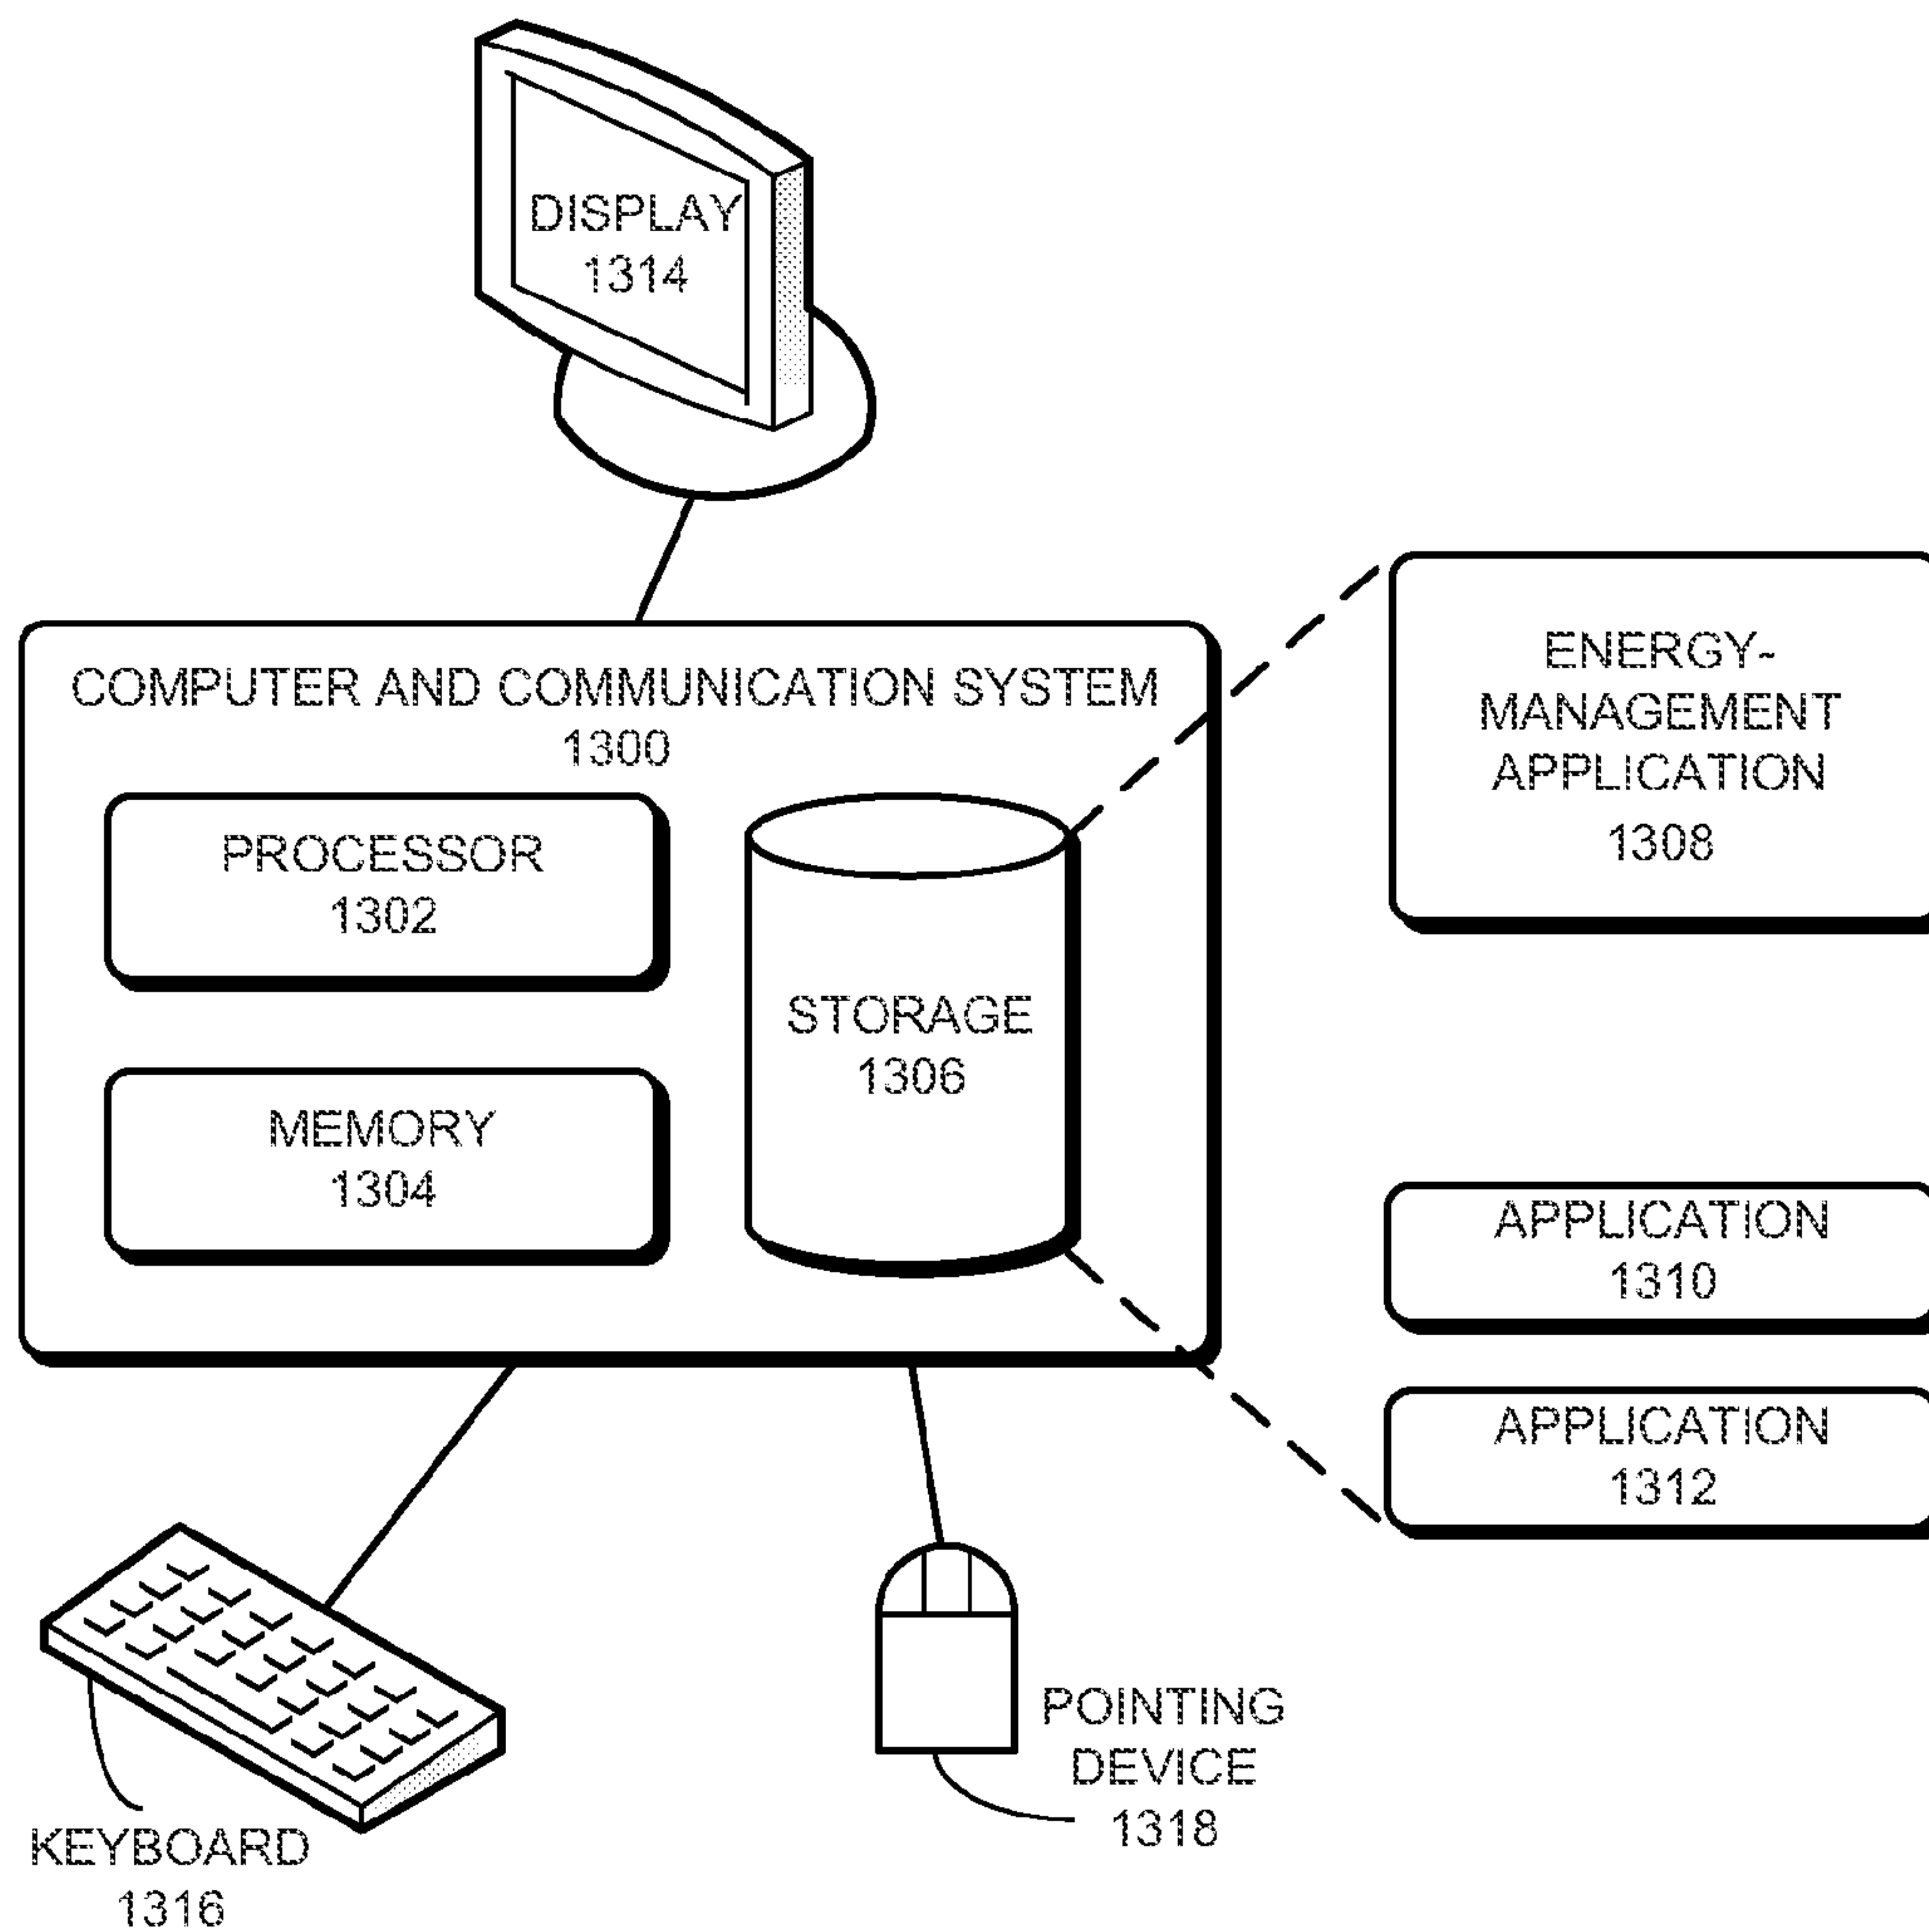 DISPLAY
1314
COMPUTER AND COMMUNICATION SYSTEM
1300
PROCESSOR
1302
MEMORY
1304
STORAGE
1306
ENERGY-
MANAGEMENT
APPLICATION
1308
APPLICATION
1310
APPLICATION
1312
KEYBOARD
1316
POINTING
DEVICE
1318